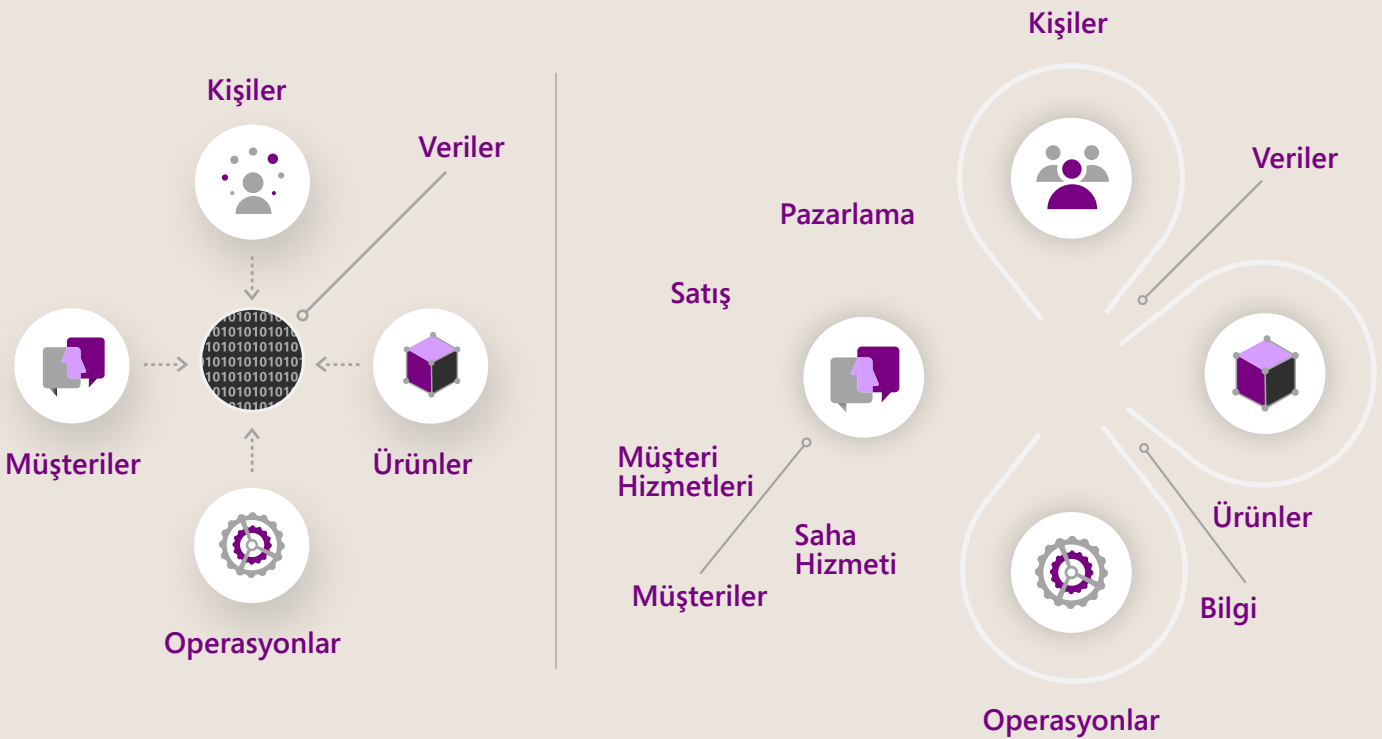 Kişiler
Veriler
Müşteriler
Ürünler
Operasyonlar
Kişiler
Veriler
Pazarlama
Satış
Müşteri
Hizmetleri
Saha
Hizmeti
Müşteriler
Ürünler
Bilgi
Operasyonlar